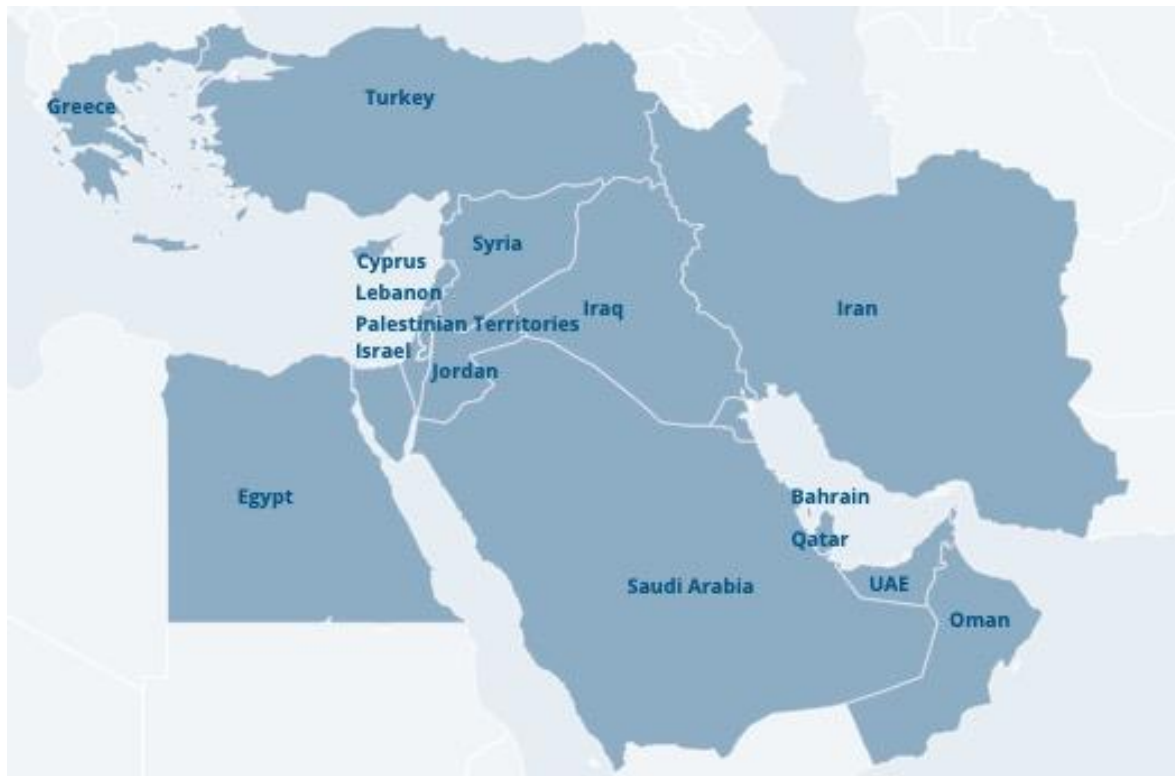 Greece
Turkey
Syria
Cyprus
Lebanon
Palestinian Territories
Israel
Jordan
Iraq
Iran
Egypt
Bahrain
Qatar
Saudi Arabia
UAE
Oman